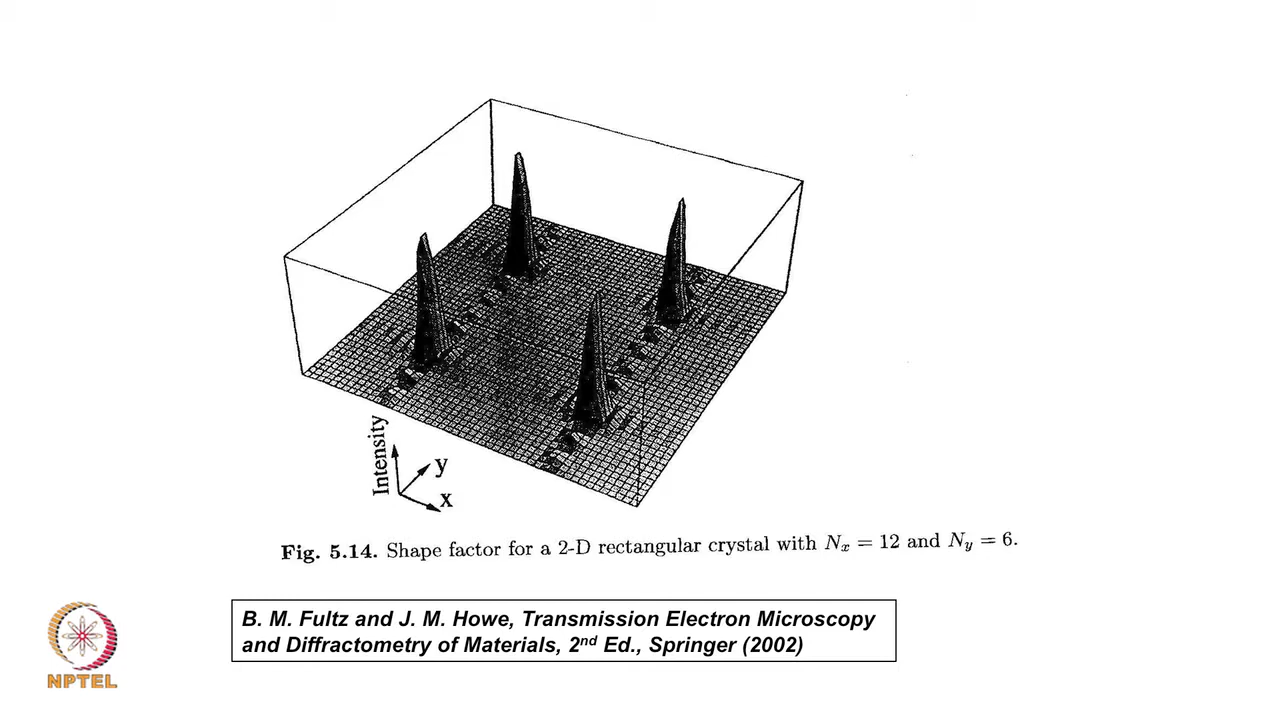 Intensity
y
x
Fig. 5.14. Shape factor for a 2-D rectangular crystal with Nₓ = 12 and N_y = 6.
B. M. Fultz and J. M. Howe, Transmission Electron Microscopy
and Diffractometry of Materials, 2ⁿᵈ Ed., Springer (2002)
NPTEL